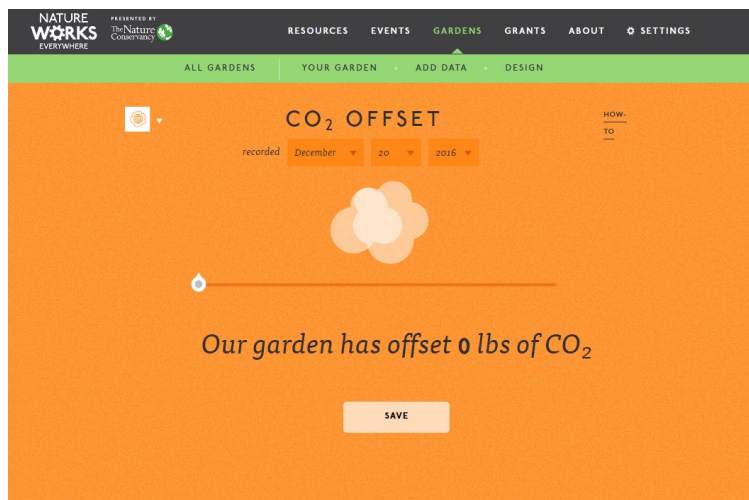 NATURE
WORKS
EVERYWHERE
PRESENTED BY
The Nature
Conservancy
RESOURCES EVENTS GARDENS GRANTS ABOUT SETTINGS
ALL GARDENS YOUR GARDEN ADD DATA DESIGN
CO₂ OFFSET
HOW-
TO
recorded December 20 2016
Our garden has offset 0 lbs of CO₂
SAVE